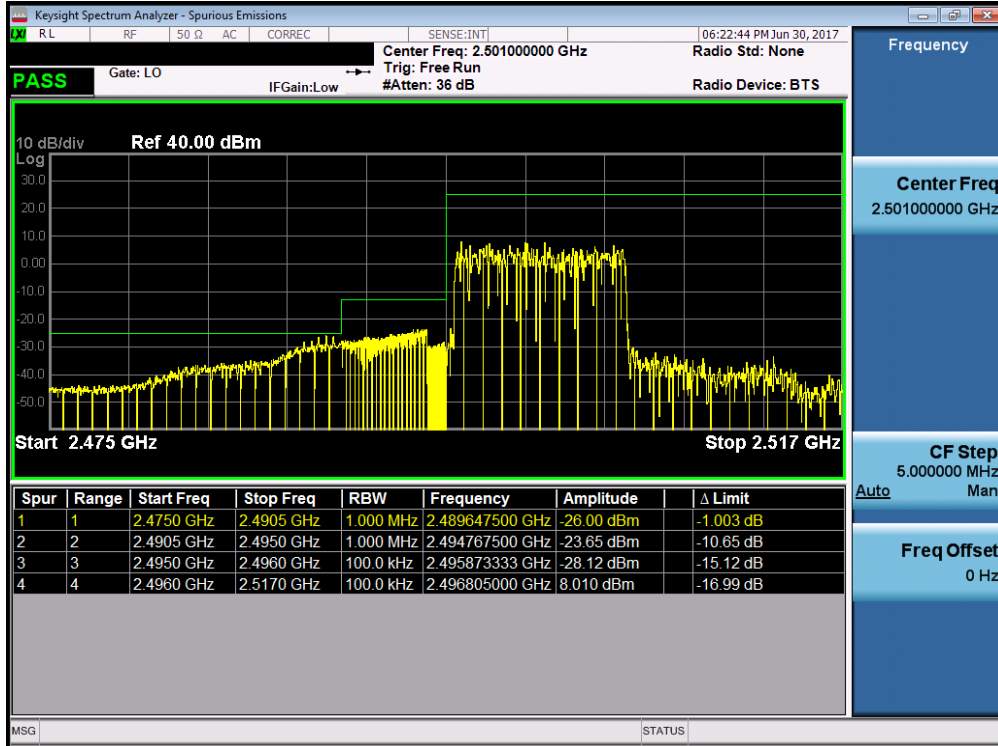 Keysight Spectrum Analyzer - Spurious Emissions
LXI RL RF 50 Ω AC CORREC SENSE:INT 06:22:44 PM Jun 30, 2017
Center Freq: 2.501000000 GHz Radio Std: None
PASS Gate: LO Trig: Free Run
IFGain:Low #Atten: 36 dB Radio Device: BTS
10 dB/div Ref 40.00 dBm
Log
30.0
20.0
10.0
0.00
-10.0
-20.0
-30.0
-40.0
-50.0
Start 2.475 GHz Stop 2.517 GHz
Spur Range Start Freq Stop Freq RBW Frequency Amplitude Δ Limit
1 1 2.4750 GHz 2.4905 GHz 1.000 MHz 2.489647500 GHz -26.00 dBm -1.003 dB
2 2 2.4905 GHz 2.4950 GHz 1.000 MHz 2.494767500 GHz -23.65 dBm -10.65 dB
3 3 2.4950 GHz 2.4960 GHz 100.0 kHz 2.495873333 GHz -28.12 dBm -15.12 dB
4 4 2.4960 GHz 2.5170 GHz 100.0 kHz 2.496805000 GHz 8.010 dBm -16.99 dB
MSG STATUS
Frequency
Center Freq
2.501000000 GHz
CF Step
5.000000 MHz
Auto Man
Freq Offset
0 Hz